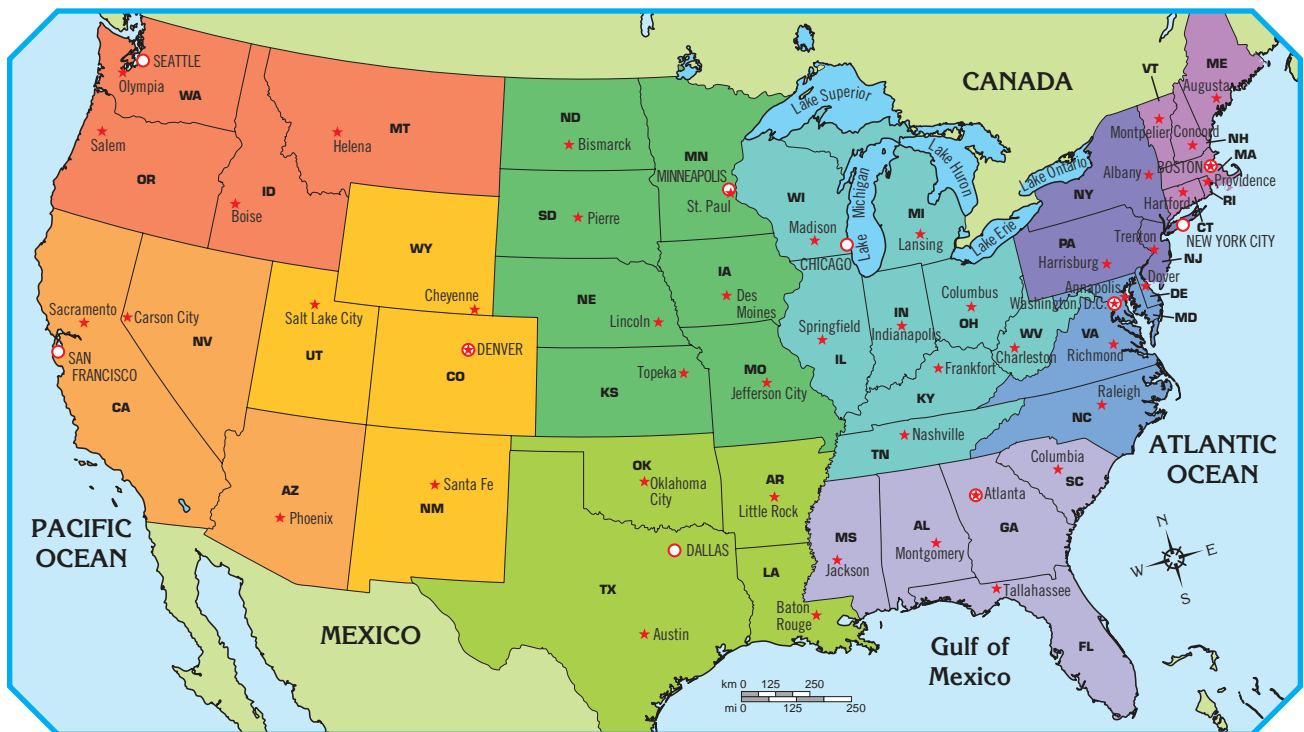 CANADA
SEATTLE
Olympia
WA
MT
Helena
Salem
OR
ID
Boise
ND
Bismarck
MN
MINNEAPOLIS
St. Paul
SD
Pierre
WY
Cheyenne
NE
Lincoln
IA
Des
Moines
Lake Superior
Lake Michigan
Lake Huron
Lake Ontario
Lake Erie
WI
Madison
CHICAGO
MI
Lansing
VT
Montpelier
ME
Augusta
Concord
NH
MA
BOSTON
Providence
RI
Hartford
CT
NEW YORK CITY
Albany
NY
PA
Harrisburg
Trenton
NJ
Dover
DE
Annapolis
MD
Washington, D.C.
Sacramento
Carson City
SAN
FRANCISCO
NV
CA
Salt Lake City
UT
DENVER
CO
Topeka
KS
MO
Jefferson City
Springfield
IL
IN
Indianapolis
Columbus
OH
WV
Charleston
VA
Richmond
Frankfort
KY
Raleigh
NC
Nashville
TN
AZ
Phoenix
Santa Fe
NM
OK
Oklahoma
City
AR
Little Rock
Columbia
SC
Atlanta
GA
AL
Montgomery
MS
Jackson
DALLAS
TX
Austin
LA
Baton
Rouge
Tallahassee
FL
PACIFIC
OCEAN
ATLANTIC
OCEAN
MEXICO
Gulf of
Mexico
N
E
W
S
km 0 125 250
mi 0 125 250